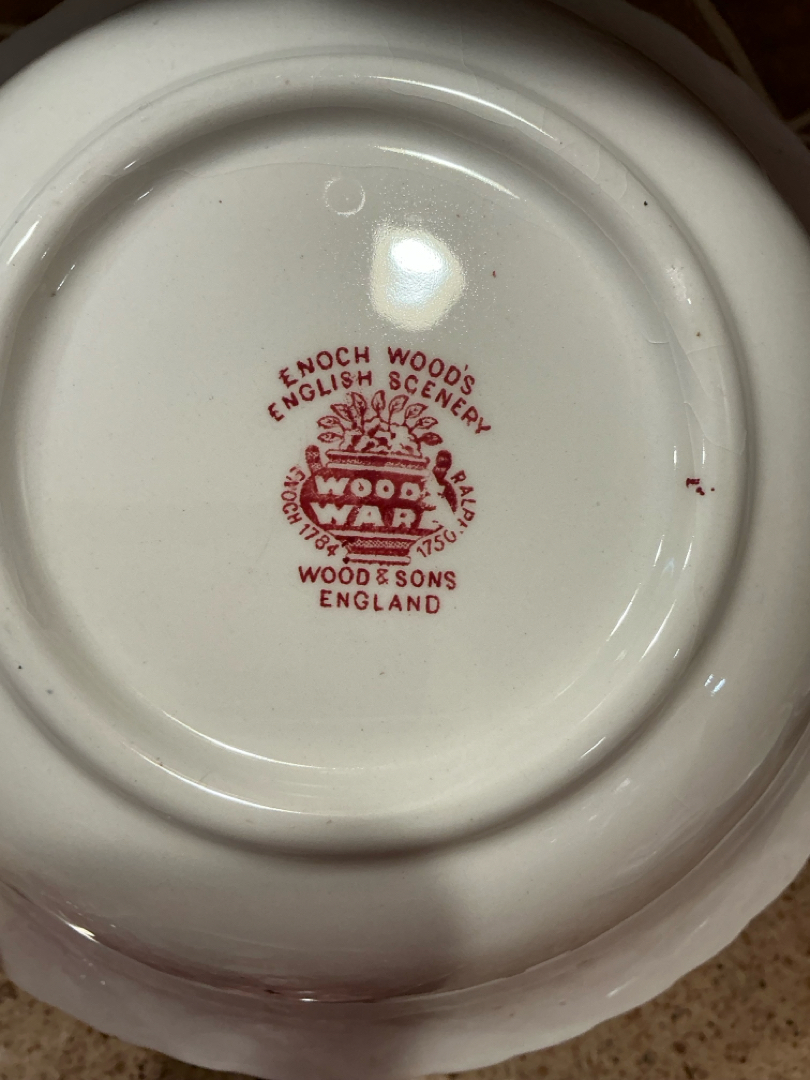 ENOCH WOOD'S
ENGLISH SCENERY
WOOD
WAR
ENOCH 1784
RALPH 1750
WOOD & SONS
ENGLAND